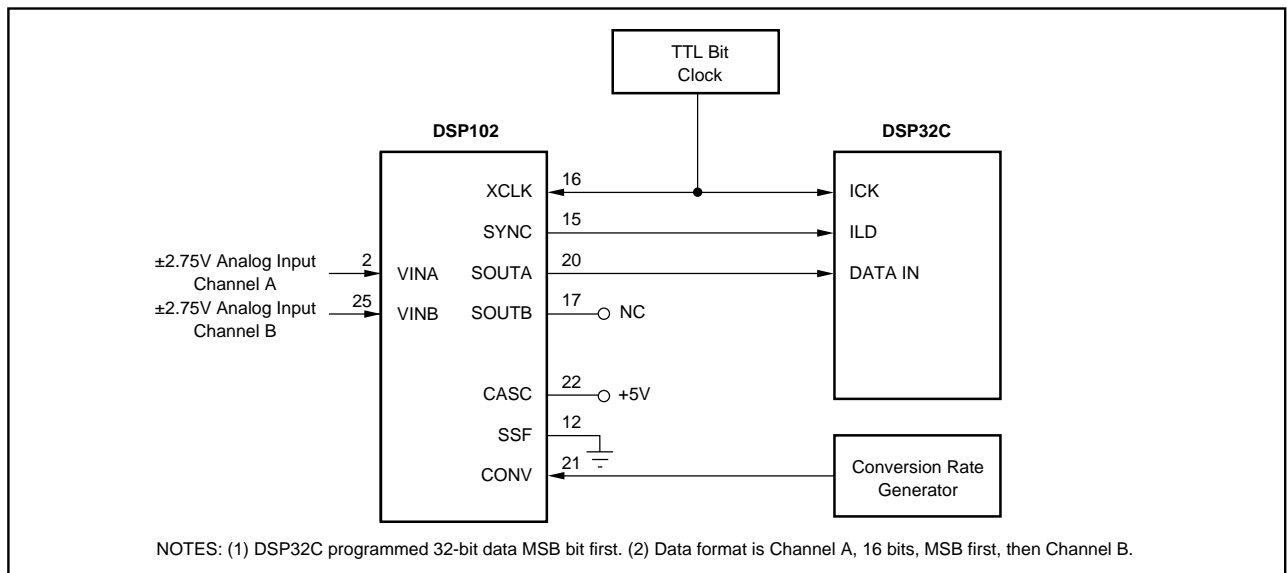 TTL Bit
Clock
DSP102
DSP32C
XCLK
16
ICK
SYNC
15
ILD
±2.75V Analog Input
Channel A
2
VINA
SOUTA
20
DATA IN
±2.75V Analog Input
Channel B
25
VINB
SOUTB
17
NC
CASC
22
+5V
SSF
12
CONV
21
Conversion Rate
Generator
NOTES: (1) DSP32C programmed 32-bit data MSB bit first. (2) Data format is Channel A, 16 bits, MSB first, then Channel B.